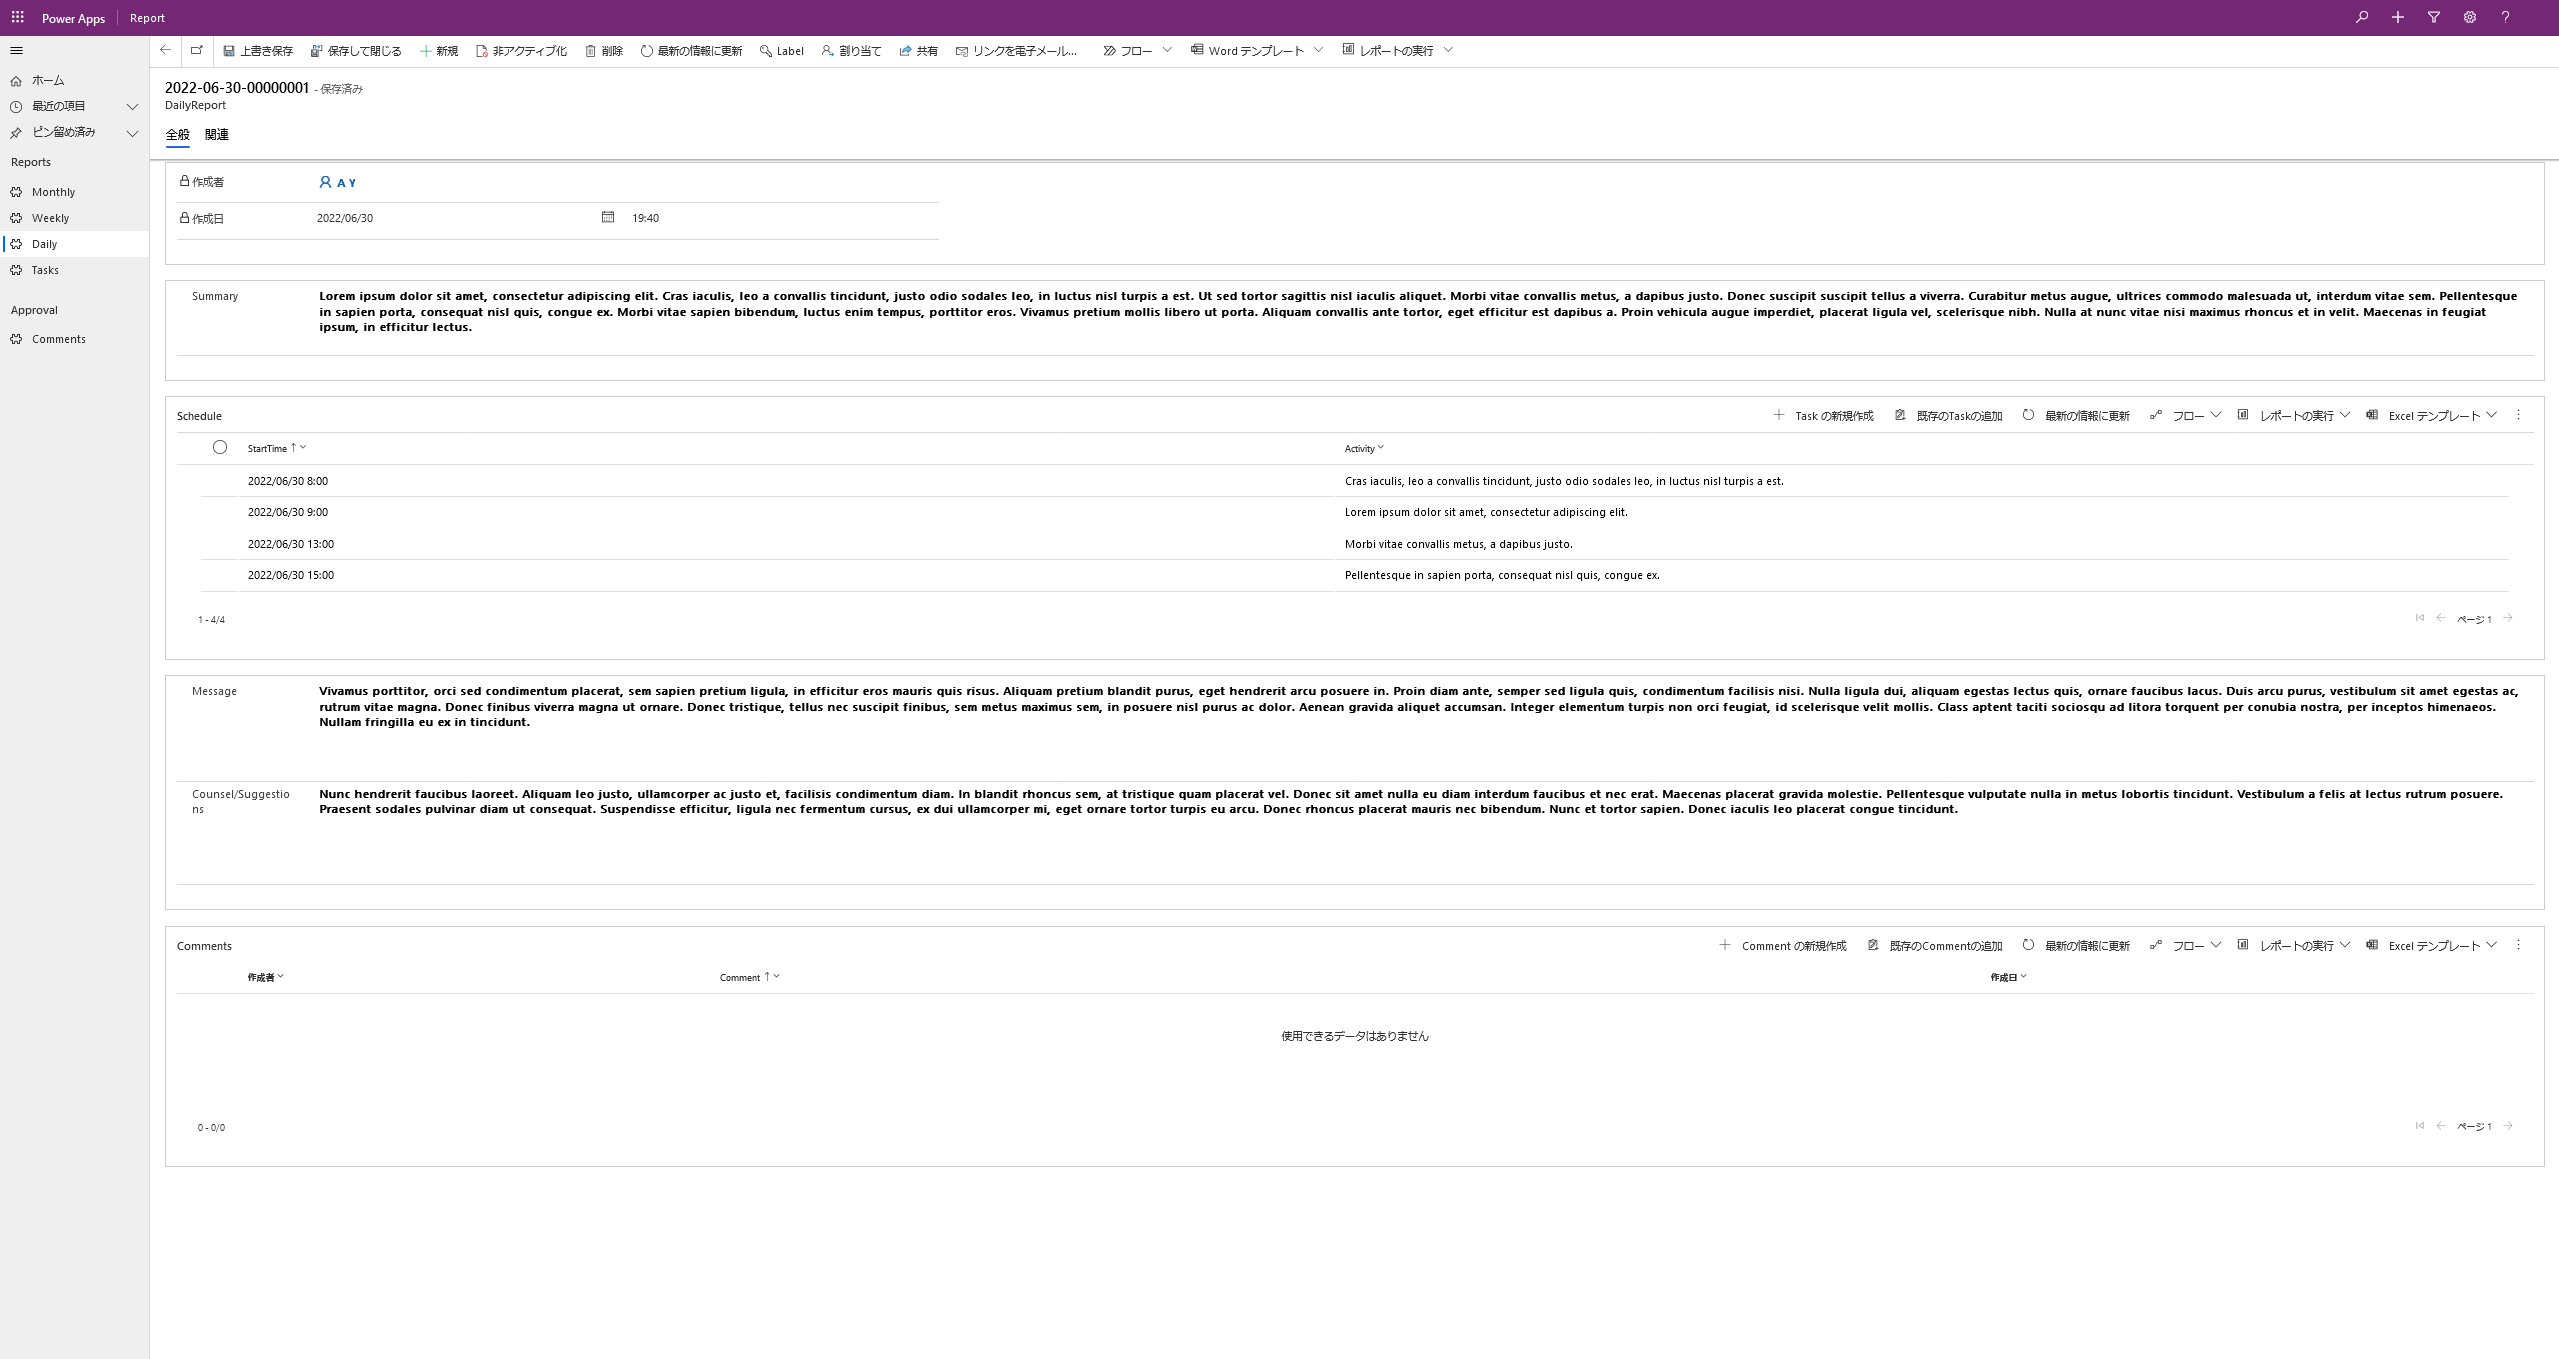 Power Apps Report
上書き保存 保存して閉じる 新規 非アクティブ化 削除 最新の情報に更新 Label 割り当て 共有 リンクを電子メール... フロー Word テンプレート レポートの実行
ホーム
最近の項目
ピン留め済み
Reports
Monthly
Weekly
Daily
Tasks
Approval
Comments
2022-06-30-00000001 - 保存済み
DailyReport
全般 関連
作成者 A Y
作成日 2022/06/30 19:40
Summary
Lorem ipsum dolor sit amet, consectetur adipiscing elit. Cras iaculis, leo a convallis tincidunt, justo odio sodales leo, in luctus nisl turpis a est. Ut sed tortor sagittis nisl iaculis aliquet. Morbi vitae convallis metus, a dapibus justo. Donec suscipit suscipit tellus a viverra. Curabitur metus augue, ultrices commodo malesuada ut, interdum vitae sem. Pellentesque
in sapien porta, consequat nisl quis, congue ex. Morbi vitae sapien bibendum, luctus enim tempus, porttitor eros. Vivamus pretium mollis libero ut porta. Aliquam convallis ante tortor, eget efficitur est dapibus a. Proin vehicula augue imperdiet, placerat ligula vel, scelerisque nibh. Nulla at nunc vitae nisi maximus rhoncus et in velit. Maecenas in feugiat
ipsum, in efficitur lectus.
Schedule Task の新規作成 既存のTaskの追加 最新の情報に更新 フロー レポートの実行 Excel テンプレート
StartTime ↑ Activity
2022/06/30 8:00 Cras iaculis, leo a convallis tincidunt, justo odio sodales leo, in luctus nisl turpis a est.
2022/06/30 9:00 Lorem ipsum dolor sit amet, consectetur adipiscing elit.
2022/06/30 13:00 Morbi vitae convallis metus, a dapibus justo.
2022/06/30 15:00 Pellentesque in sapien porta, consequat nisl quis, congue ex.
1 - 4/4 ページ 1
Message
Vivamus porttitor, orci sed condimentum placerat, sem sapien pretium ligula, in efficitur eros mauris quis risus. Aliquam pretium blandit purus, eget hendrerit arcu posuere in. Proin diam ante, semper sed ligula quis, condimentum facilisis nisi. Nulla ligula dui, aliquam egestas lectus quis, ornare faucibus lacus. Duis arcu purus, vestibulum sit amet egestas ac,
rutrum vitae magna. Donec finibus viverra magna ut ornare. Donec tristique, tellus nec suscipit finibus, sem metus maximus sem, in posuere nisl purus ac dolor. Aenean gravida aliquet accumsan. Integer elementum turpis non orci feugiat, id scelerisque velit mollis. Class aptent taciti sociosqu ad litora torquent per conubia nostra, per inceptos himenaeos.
Nullam fringilla eu ex in tincidunt.
Counsel/Suggestio
ns
Nunc hendrerit faucibus laoreet. Aliquam leo justo, ullamcorper ac justo et, facilisis condimentum diam. In blandit rhoncus sem, at tristique quam placerat vel. Donec sit amet nulla eu diam interdum faucibus et nec erat. Maecenas placerat gravida molestie. Pellentesque vulputate nulla in metus lobortis tincidunt. Vestibulum a felis at lectus rutrum posuere.
Praesent sodales pulvinar diam ut consequat. Suspendisse efficitur, ligula nec fermentum cursus, ex dui ullamcorper mi, eget ornare tortor turpis eu arcu. Donec rhoncus placerat mauris nec bibendum. Nunc et tortor sapien. Donec iaculis leo placerat congue tincidunt.
Comments Comment の新規作成 既存のCommentの追加 最新の情報に更新 フロー レポートの実行 Excel テンプレート
作成者 Comment ↑ 作成日
使用できるデータはありません
0 - 0/0 ページ 1